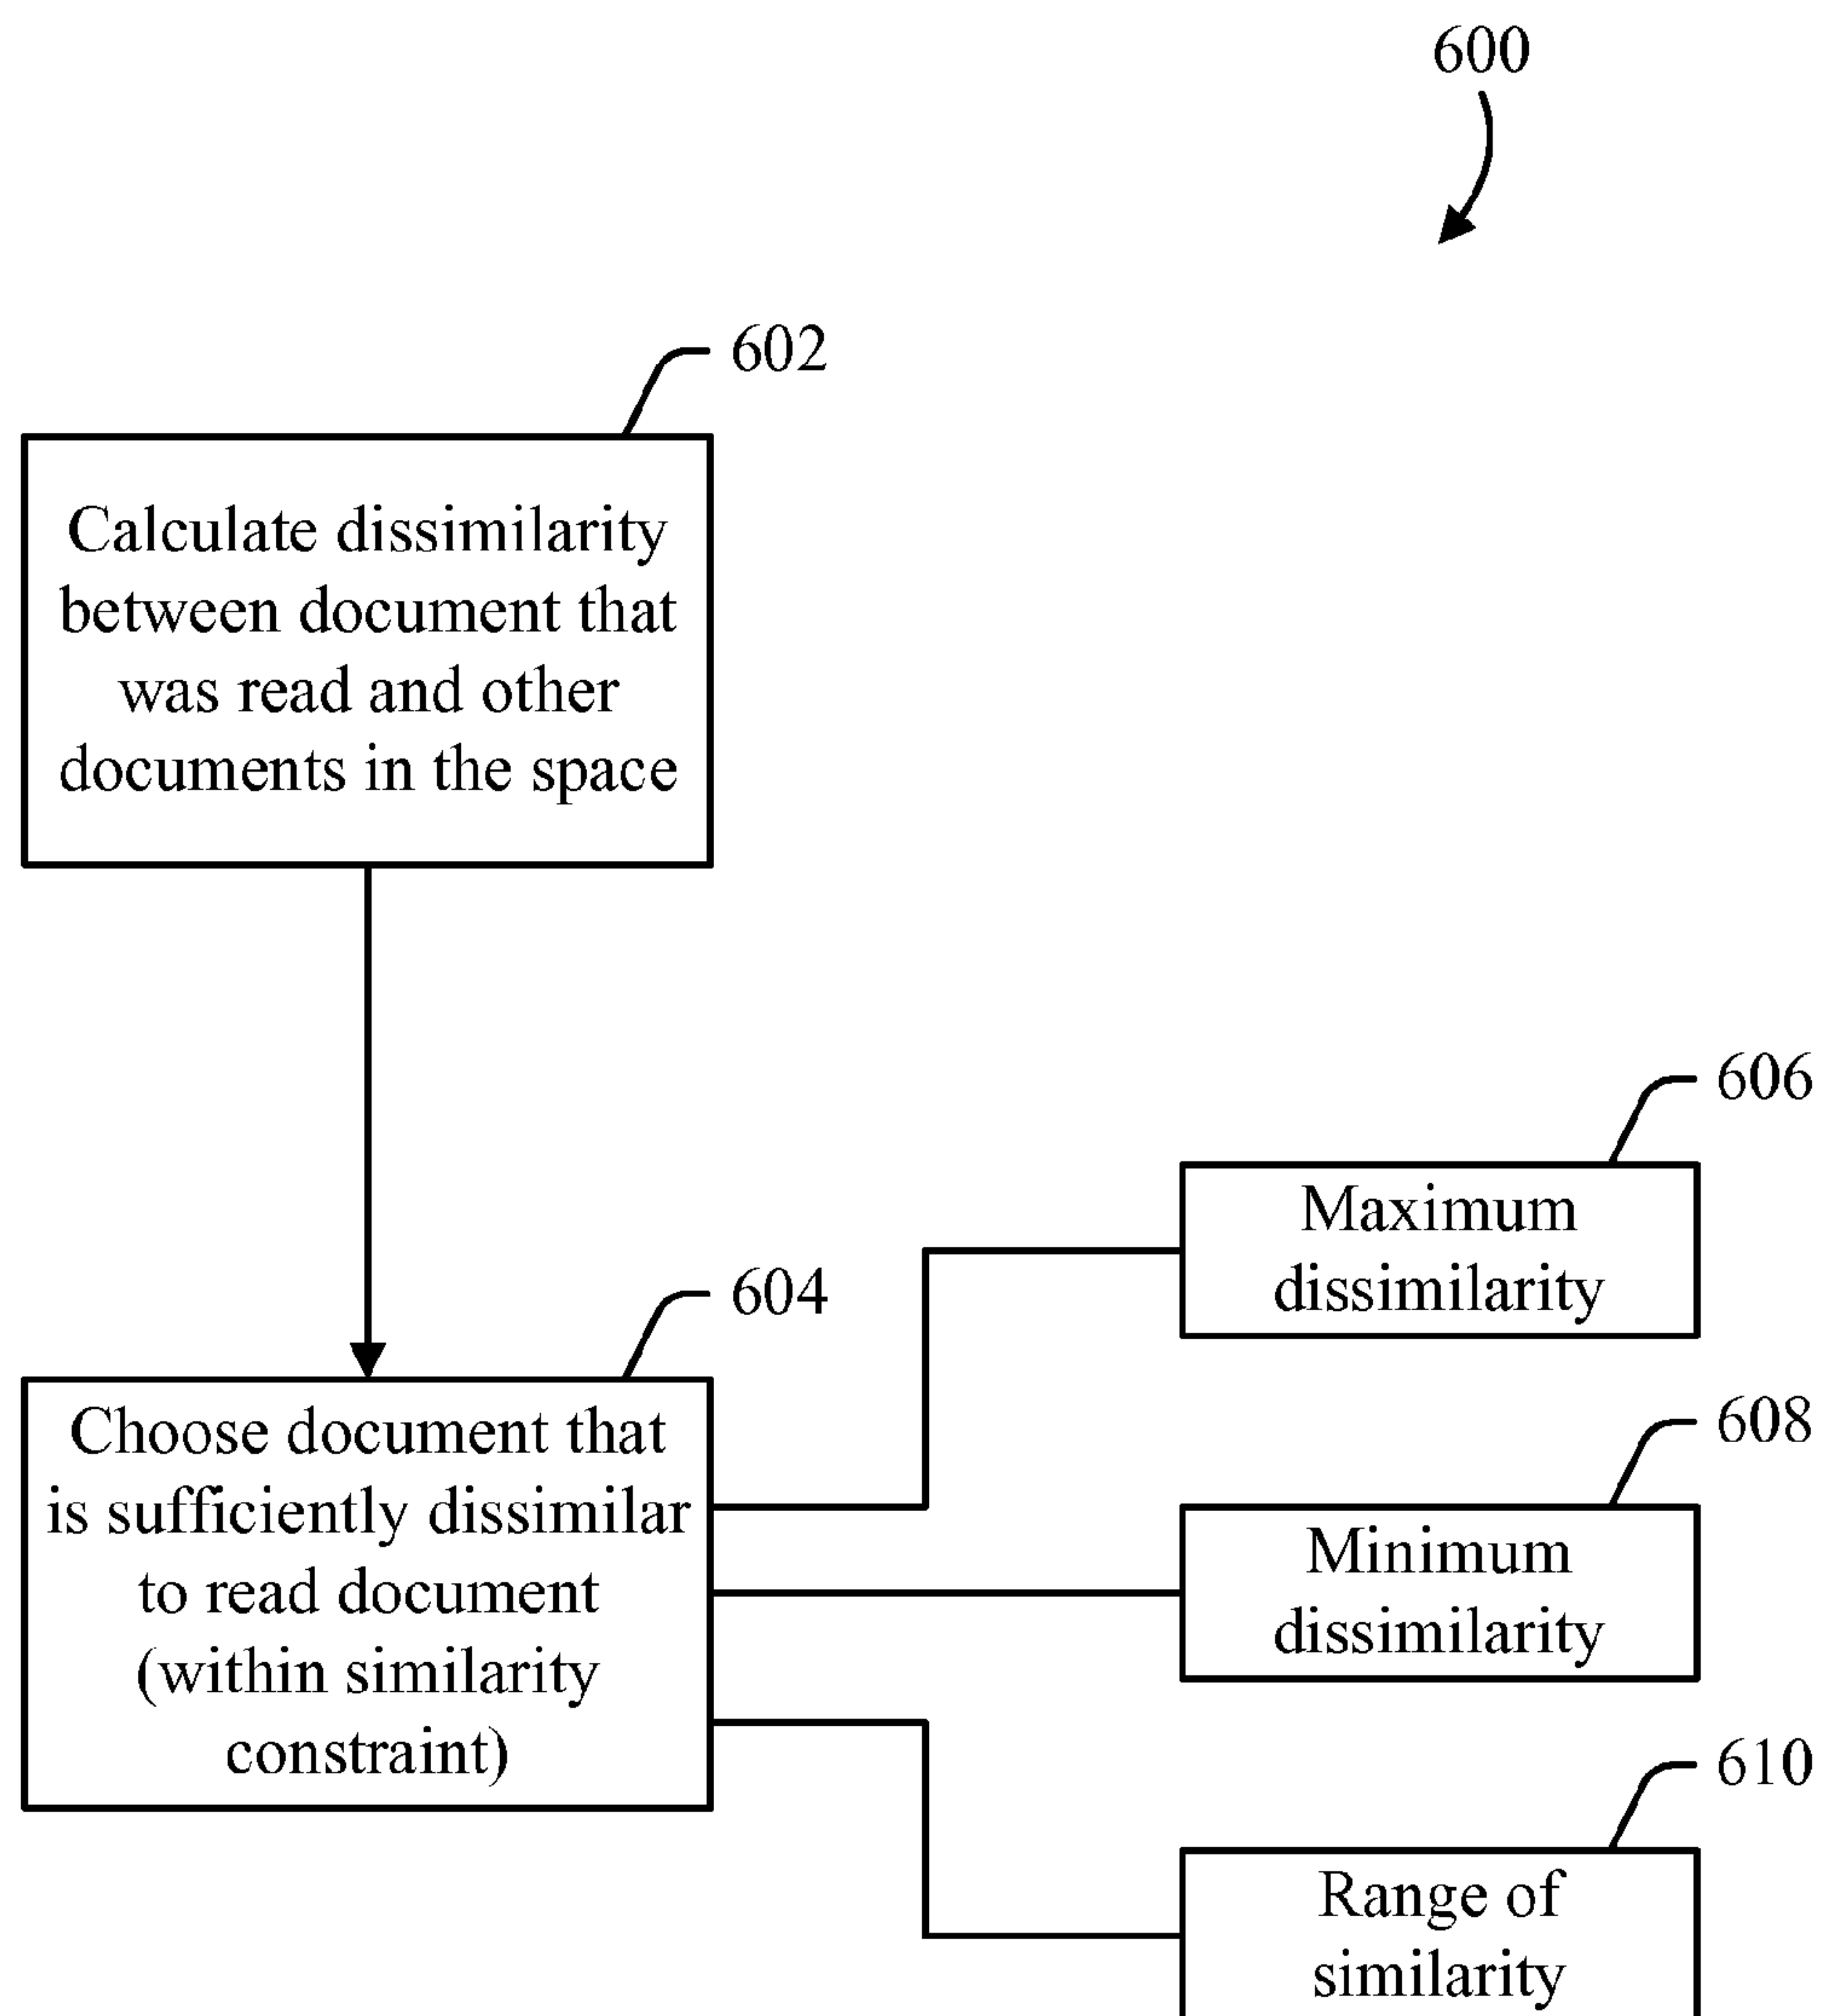 600
602
Calculate dissimilarity
between document that
was read and other
documents in the space
604
Choose document that
is sufficiently dissimilar
to read document
(within similarity
constraint)
606
Maximum
dissimilarity
608
Minimum
dissimilarity
610
Range of
similarity